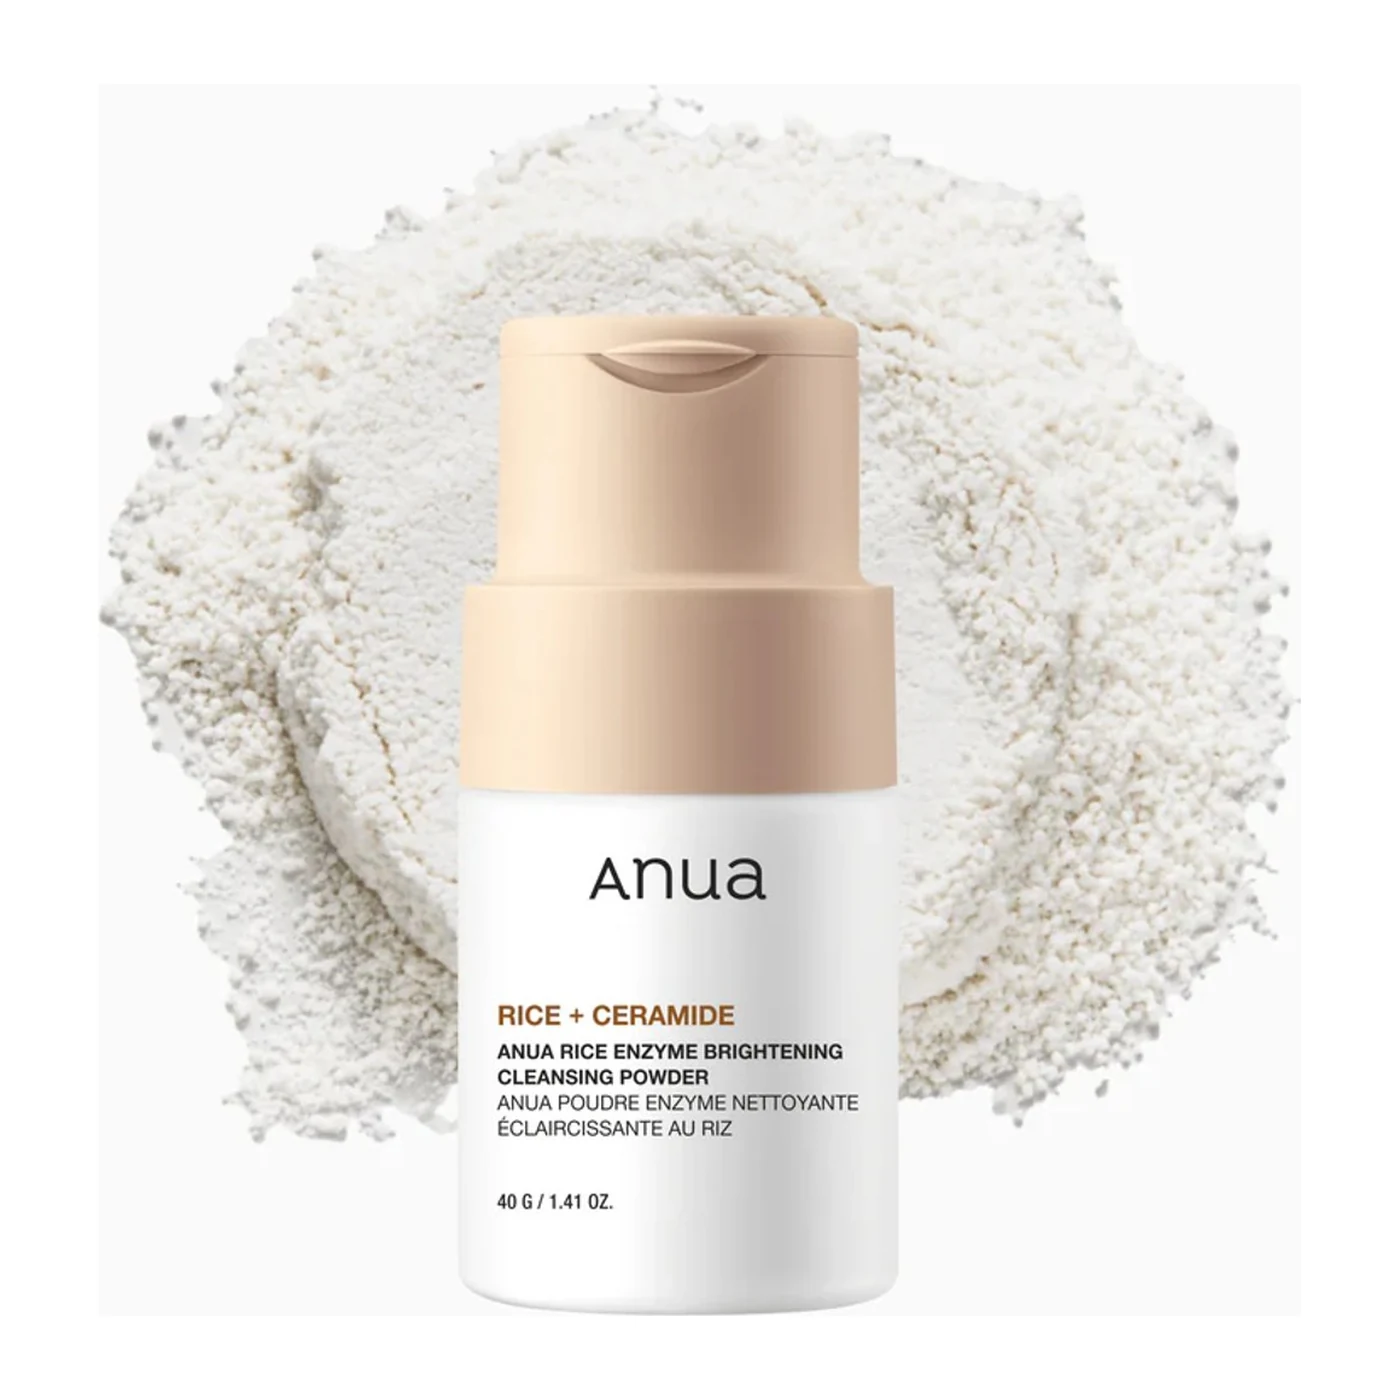 Anua
RICE + CERAMIDE
ANUA RICE ENZYME BRIGHTENING
CLEANSING POWDER
ANUA POUDRE ENZYME NETTOYANTE
ÉCLAIRCISSANTE AU RIZ
40 G / 1.41 OZ.